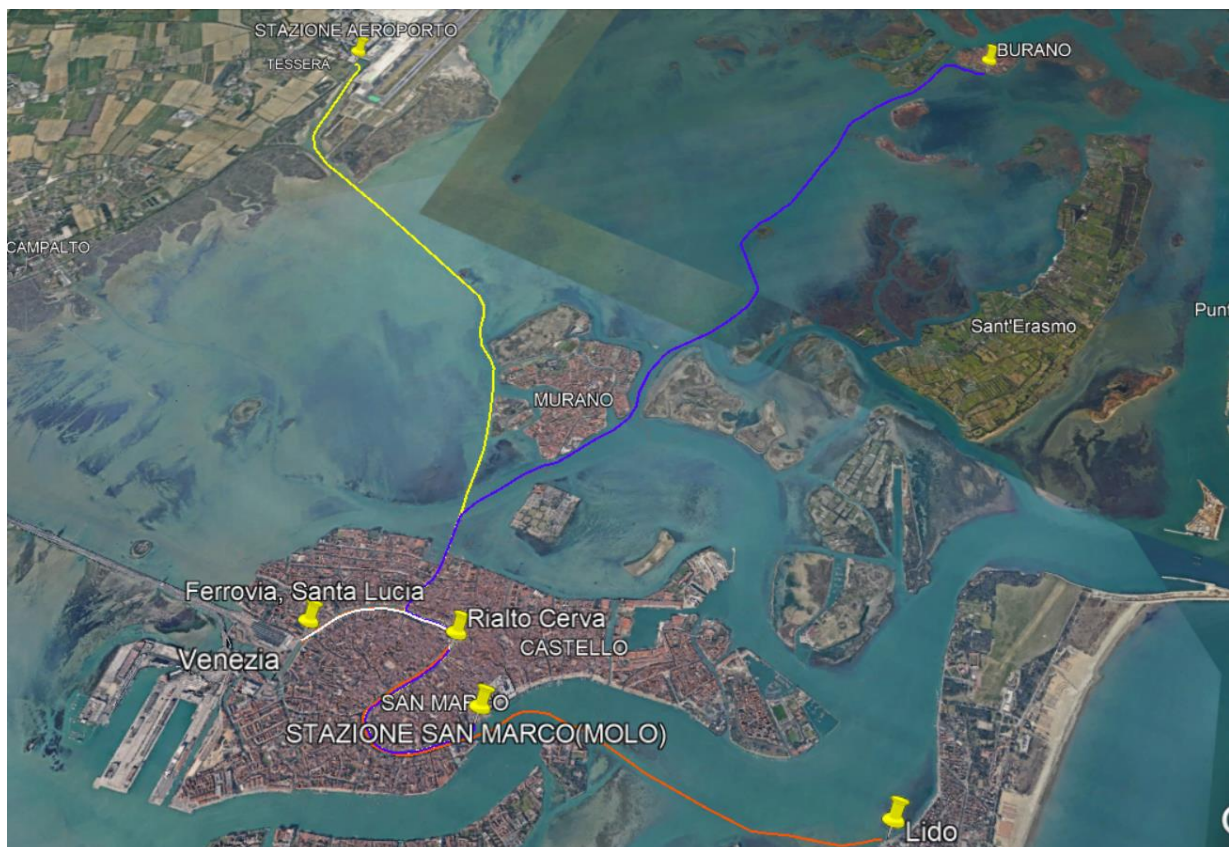 STAZIONE AEROPORTO
TESSERA
BURANO
CAMPALTO
Sant'Erasmo
Punt
MURANO
Ferrovia, Santa Lucia
Rialto Cerva
CASTELLO
Venezia
SAN MARCO
STAZIONE SAN MARCO(MOLO)
Lido